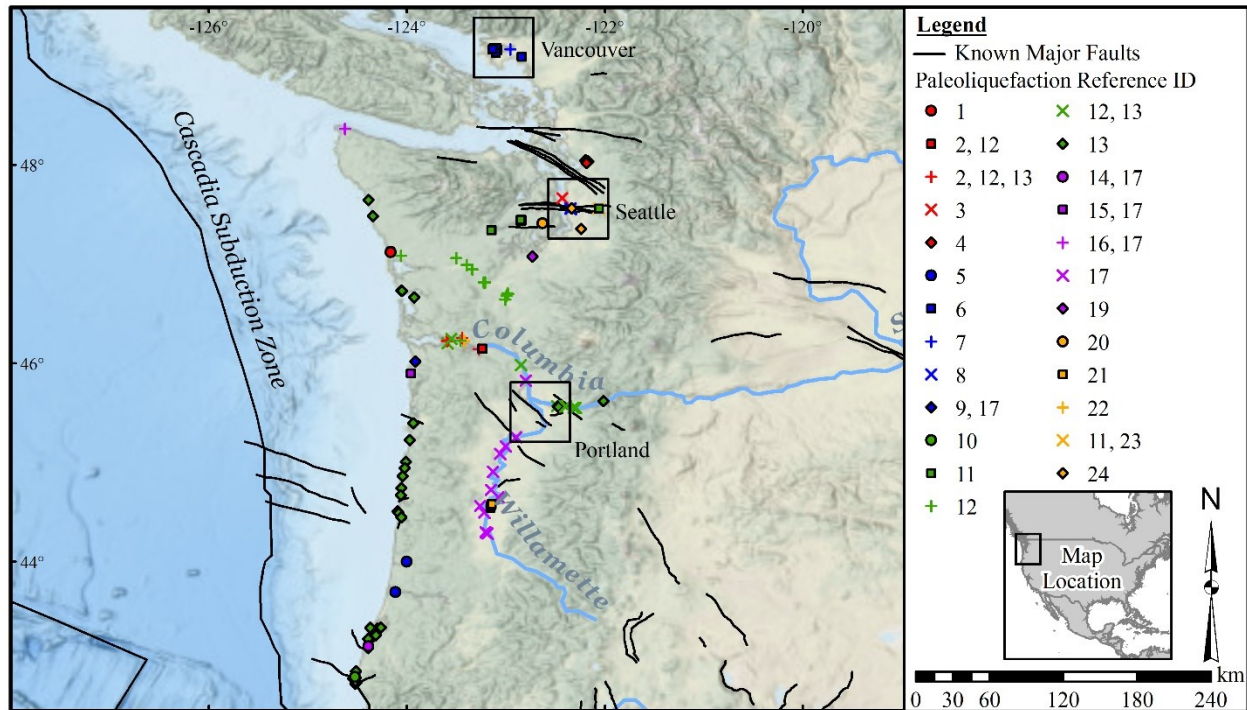 -126°
-124°
-122°
-120°
48°
46°
44°
Vancouver
Seattle
Cascadia Subduction Zone
Columbia
S
Portland
Willamette
Legend
Known Major Faults
Paleoliquefaction Reference ID
1
2, 12
2, 12, 13
3
4
5
6
7
8
9, 17
10
11
12
12, 13
13
14, 17
15, 17
16, 17
17
19
20
21
22
11, 23
24
Map
Location
N
km
0 15 30 60 120 180 240